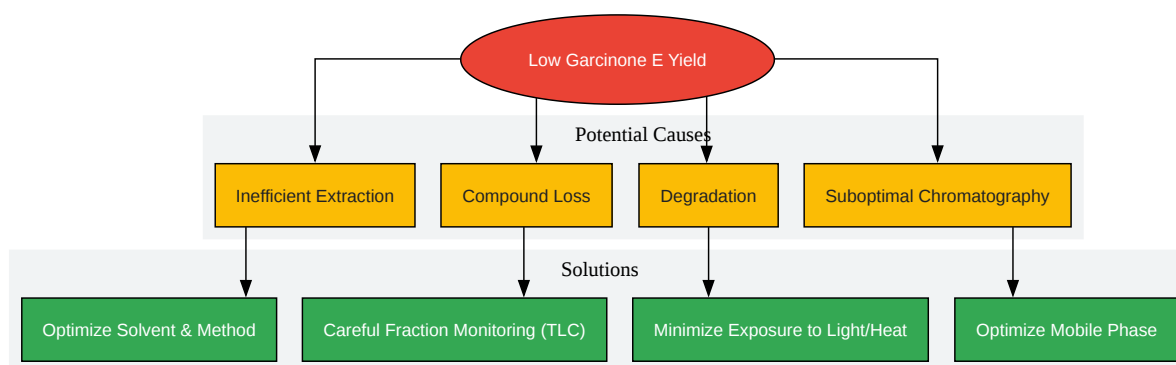 Low Garcinone E Yield
Potential Causes
Inefficient Extraction
Compound Loss
Degradation
Suboptimal Chromatography
Solutions
Optimize Solvent & Method
Careful Fraction Monitoring (TLC)
Minimize Exposure to Light/Heat
Optimize Mobile Phase